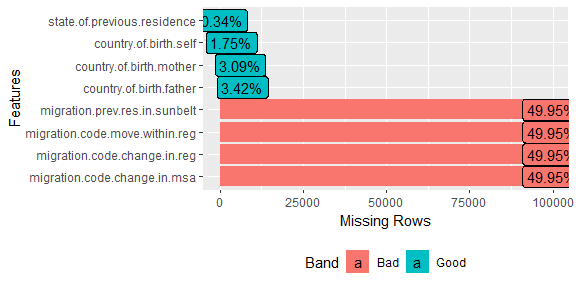 state.of.previous.residence 0.34%
country.of.birth.self 1.75%
country.of.birth.mother 3.09%
country.of.birth.father 3.42%
migration.prev.res.in.sunbelt 49.95%
migration.code.move.within.reg 49.95%
migration.code.change.in.reg 49.95%
migration.code.change.in.msa 49.95%
Features
0 25000 50000 75000 100000
Missing Rows
Band a Bad a Good